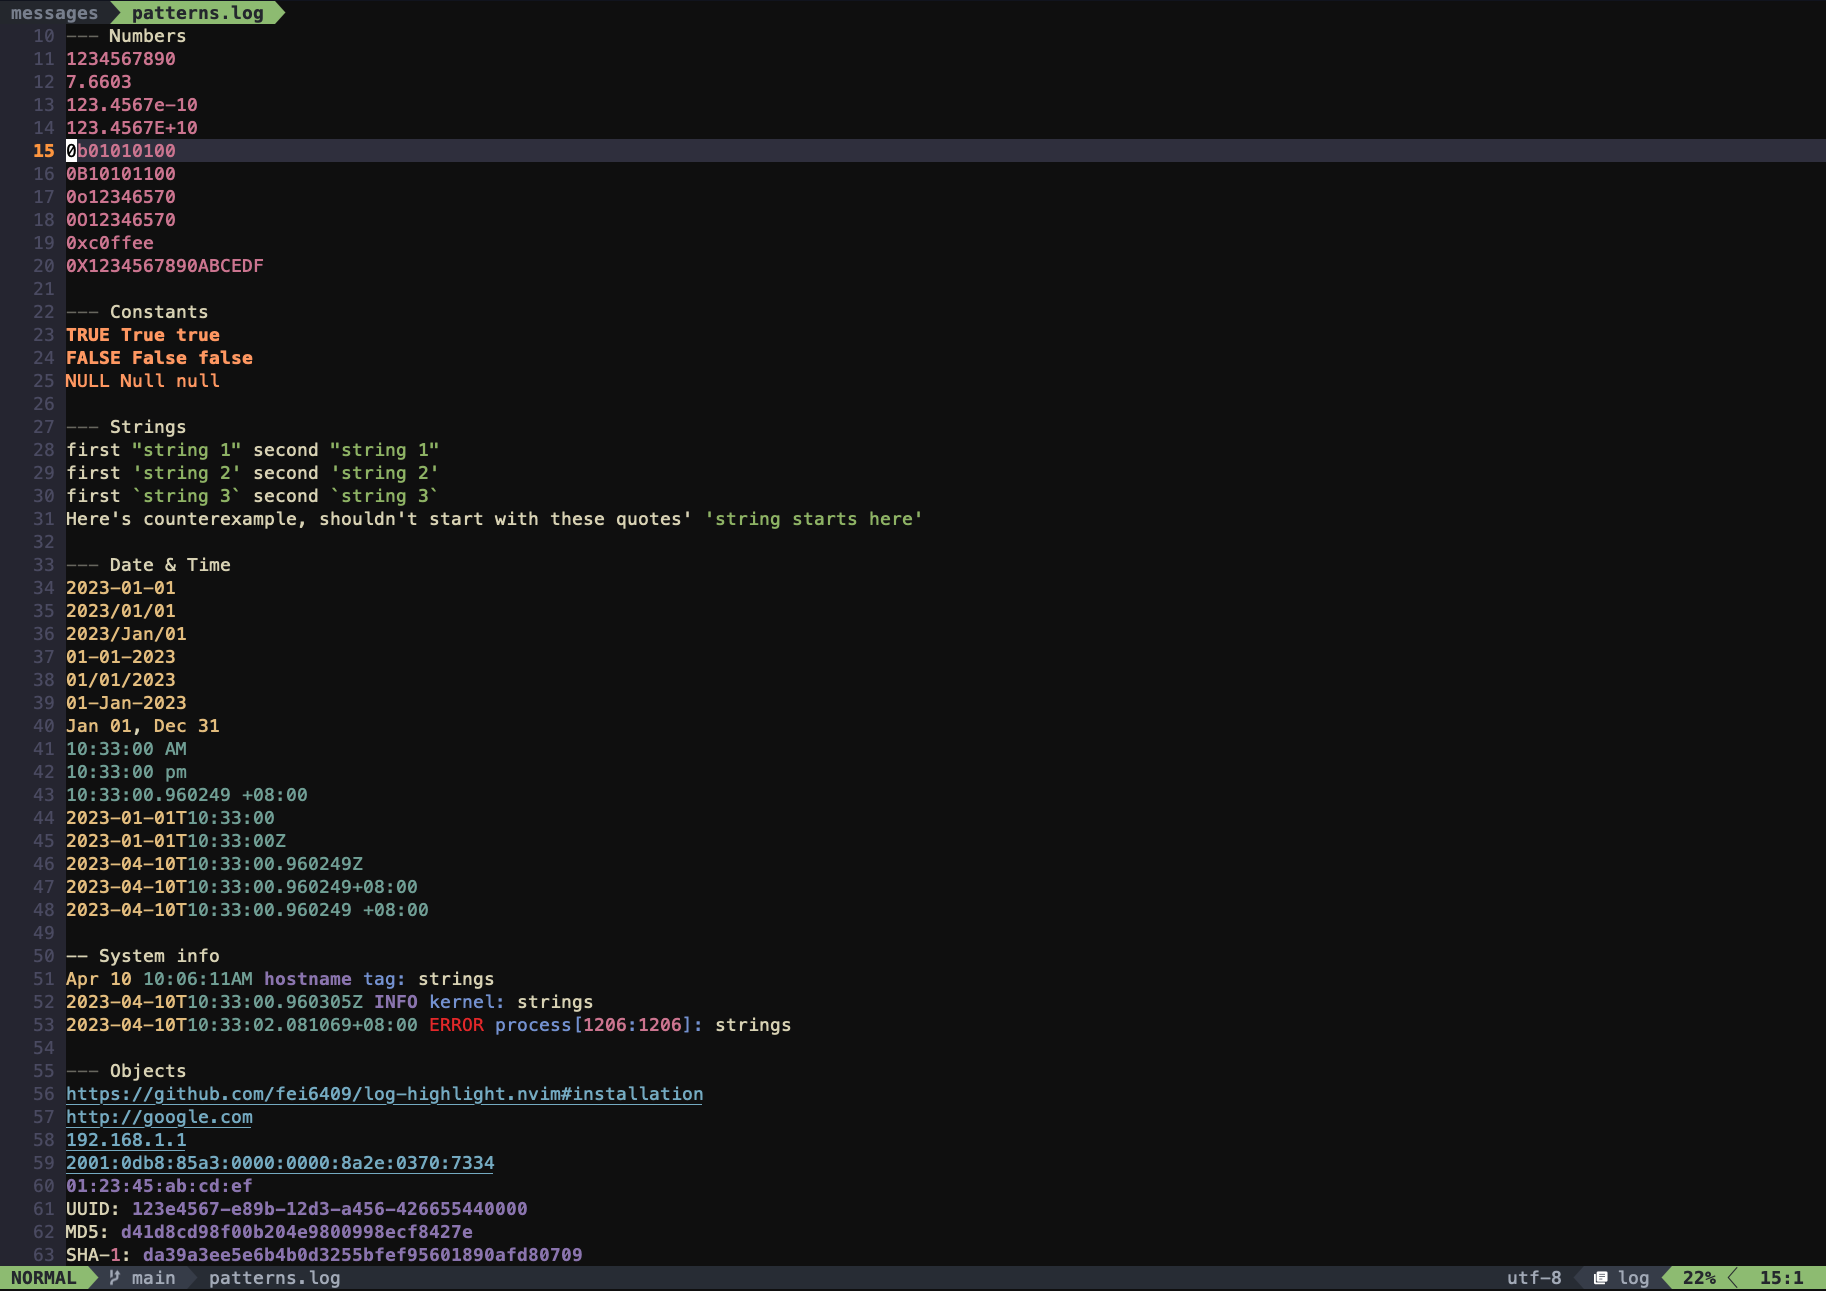 messages patterns.log
10 --- Numbers
11 1234567890
12 7.6603
13 123.4567e-10
14 123.4567E+10
15 0b01010100
16 0B10101100
17 0o12346570
18 0O12346570
19 0xc0ffee
20 0X1234567890ABCEDF
21
22 --- Constants
23 TRUE True true
24 FALSE False false
25 NULL Null null
26
27 --- Strings
28 first "string 1" second "string 1"
29 first 'string 2' second 'string 2'
30 first `string 3` second `string 3`
31 Here's counterexample, shouldn't start with these quotes' 'string starts here'
32
33 --- Date & Time
34 2023-01-01
35 2023/01/01
36 2023/Jan/01
37 01-01-2023
38 01/01/2023
39 01-Jan-2023
40 Jan 01, Dec 31
41 10:33:00 AM
42 10:33:00 pm
43 10:33:00.960249 +08:00
44 2023-01-01T10:33:00
45 2023-01-01T10:33:00Z
46 2023-04-10T10:33:00.960249Z
47 2023-04-10T10:33:00.960249+08:00
48 2023-04-10T10:33:00.960249 +08:00
49
50 -- System info
51 Apr 10 10:06:11AM hostname tag: strings
52 2023-04-10T10:33:00.960305Z INFO kernel: strings
53 2023-04-10T10:33:02.081069+08:00 ERROR process[1206:1206]: strings
54
55 --- Objects
56 https://github.com/fei6409/log-highlight.nvim#installation
57 http://google.com
58 192.168.1.1
59 2001:0db8:85a3:0000:0000:8a2e:0370:7334
60 01:23:45:ab:cd:ef
61 UUID: 123e4567-e89b-12d3-a456-426655440000
62 MD5: d41d8cd98f00b204e9800998ecf8427e
63 SHA-1: da39a3ee5e6b4b0d3255bfef95601890afd80709
NORMAL main patterns.log utf-8 log 22% 15:1